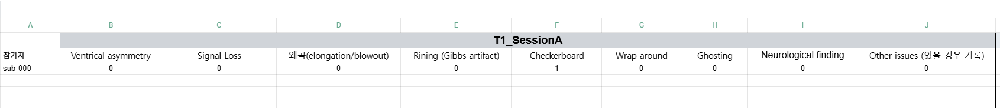 A B C D E F G H I J
T1_SessionA
참가자 Ventrical asymmetry Signal Loss 왜곡(elongation/blowout) Rining (Gibbs artifact) Checkerboard Wrap around Ghosting Neurological finding Other issues (있을 경우 기록)
sub-000 0 0 0 0 1 0 0 0 0